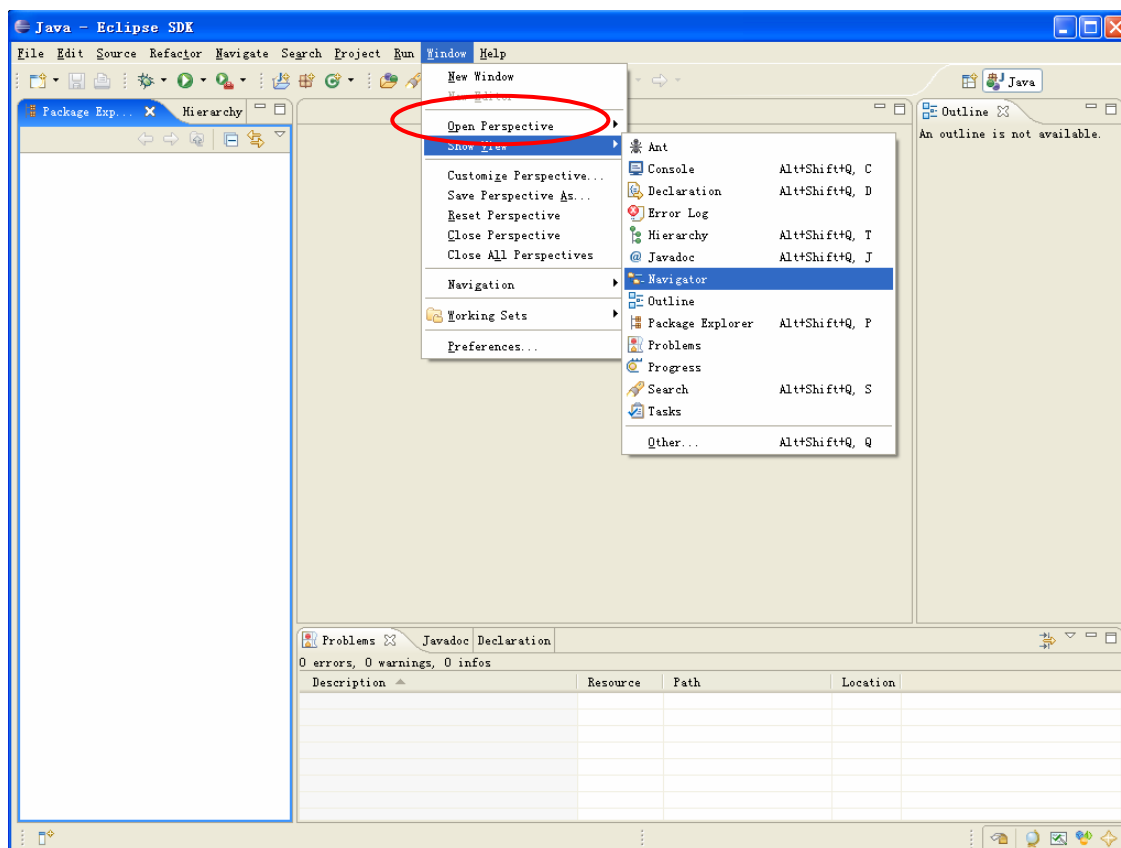 Java - Eclipse SDK
File Edit Source Refactor Navigate Search Project Run Window Help
Java
Package Exp... Hierarchy
Outline
An outline is not available.
New Window
New Editor
Open Perspective
Show View
Customize Perspective...
Save Perspective As...
Reset Perspective
Close Perspective
Close All Perspectives
Navigation
Working Sets
Preferences...
Ant
Console Alt+Shift+Q, C
Declaration Alt+Shift+Q, D
Error Log
Hierarchy Alt+Shift+Q, T
Javadoc Alt+Shift+Q, J
Navigator
Outline
Package Explorer Alt+Shift+Q, P
Problems
Progress
Search Alt+Shift+Q, S
Tasks
Other... Alt+Shift+Q, Q
Problems Javadoc Declaration
0 errors, 0 warnings, 0 infos
Description Resource Path Location